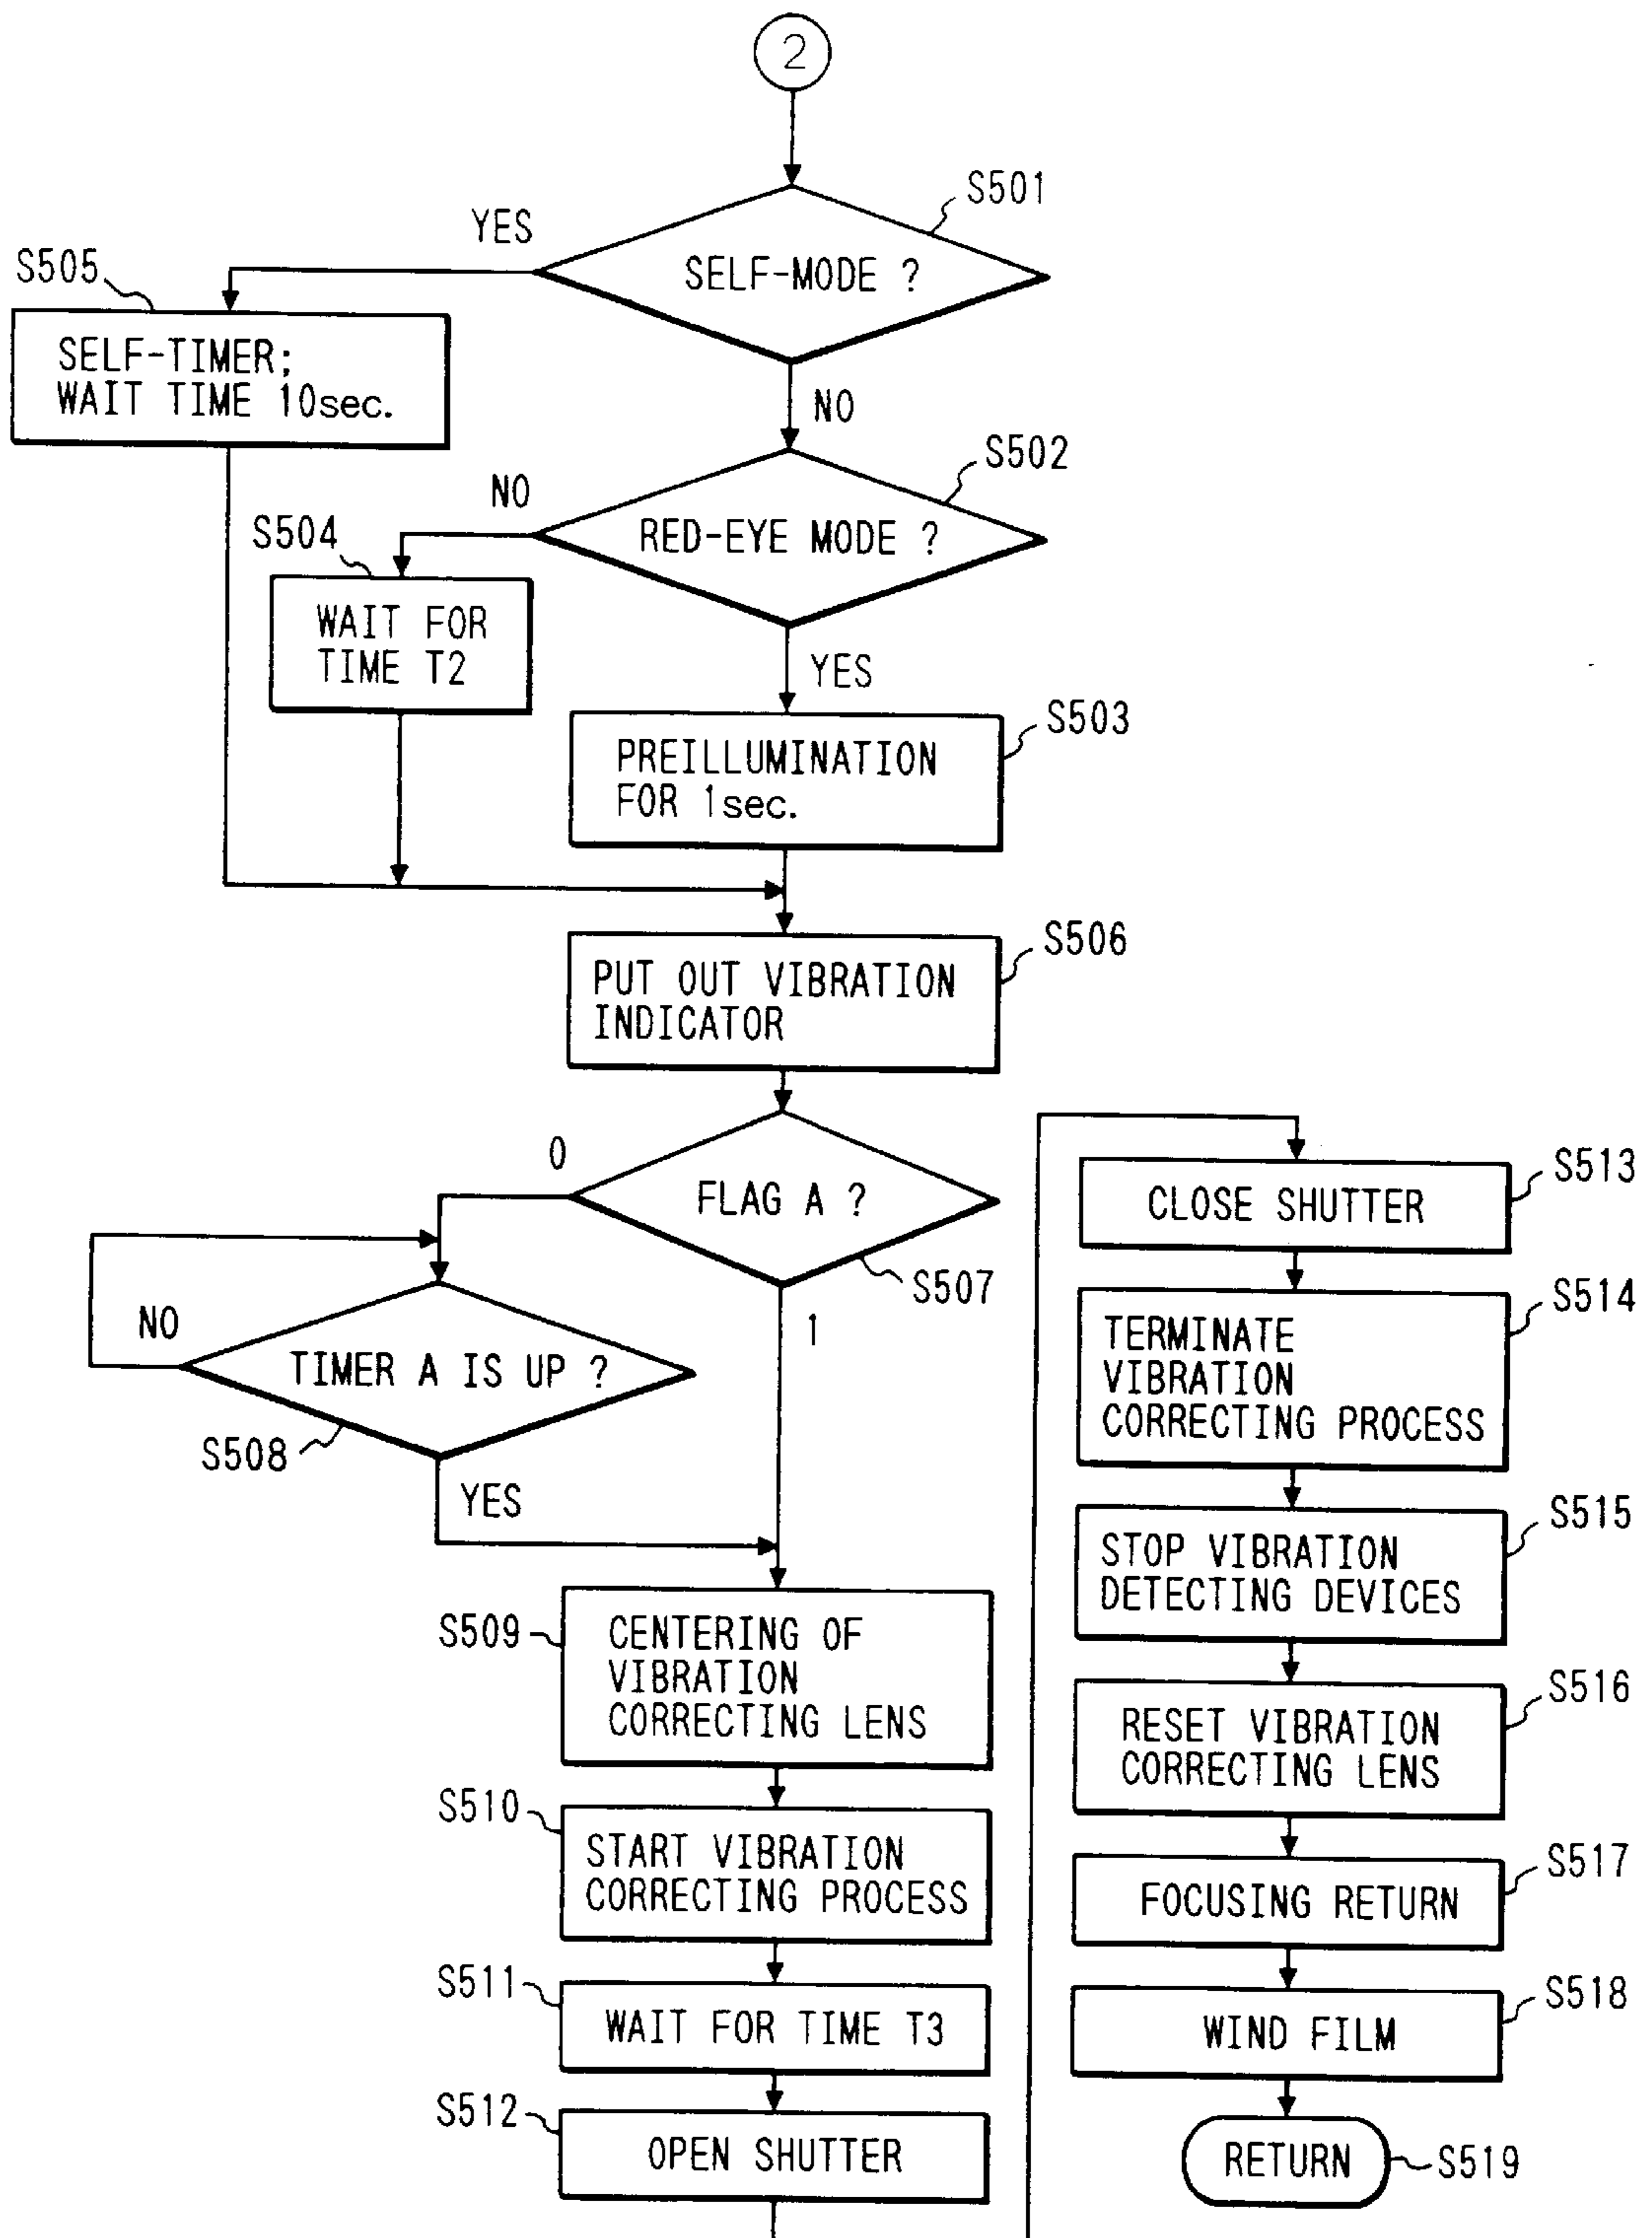 2
S501
YES
SELF-MODE ?
S505
SELF-TIMER;
WAIT TIME 10sec.
NO
S502
NO
RED-EYE MODE ?
S504
WAIT FOR
TIME T2
YES
S503
PREILLUMINATION
FOR 1sec.
S506
PUT OUT VIBRATION
INDICATOR
0
FLAG A ?
S507
1
NO
TIMER A IS UP ?
S508
YES
S509
CENTERING OF
VIBRATION
CORRECTING LENS
S510
START VIBRATION
CORRECTING PROCESS
S511
WAIT FOR TIME T3
S512
OPEN SHUTTER
S513
CLOSE SHUTTER
S514
TERMINATE
VIBRATION
CORRECTING PROCESS
S515
STOP VIBRATION
DETECTING DEVICES
S516
RESET VIBRATION
CORRECTING LENS
S517
FOCUSING RETURN
S518
WIND FILM
RETURN
S519